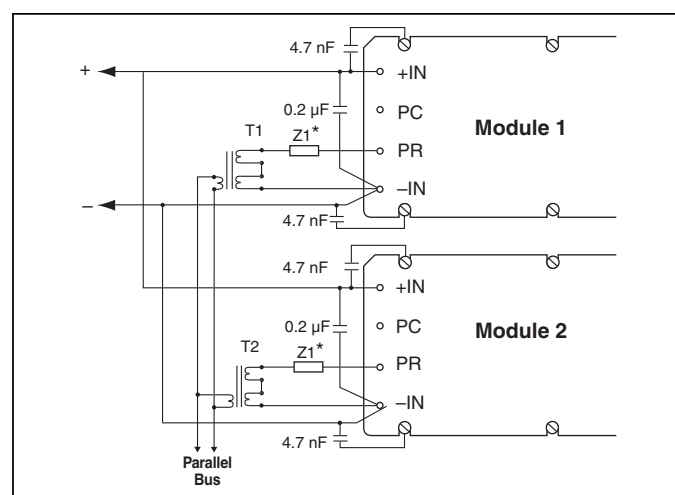 4.7 nF
+
+IN
0.2 µF
PC
T1
Z1*
Module 1
PR
–IN
–
4.7 nF
4.7 nF
+IN
0.2 µF
PC
Module 2
T2
Z1*
PR
–IN
4.7 nF
Parallel
Bus